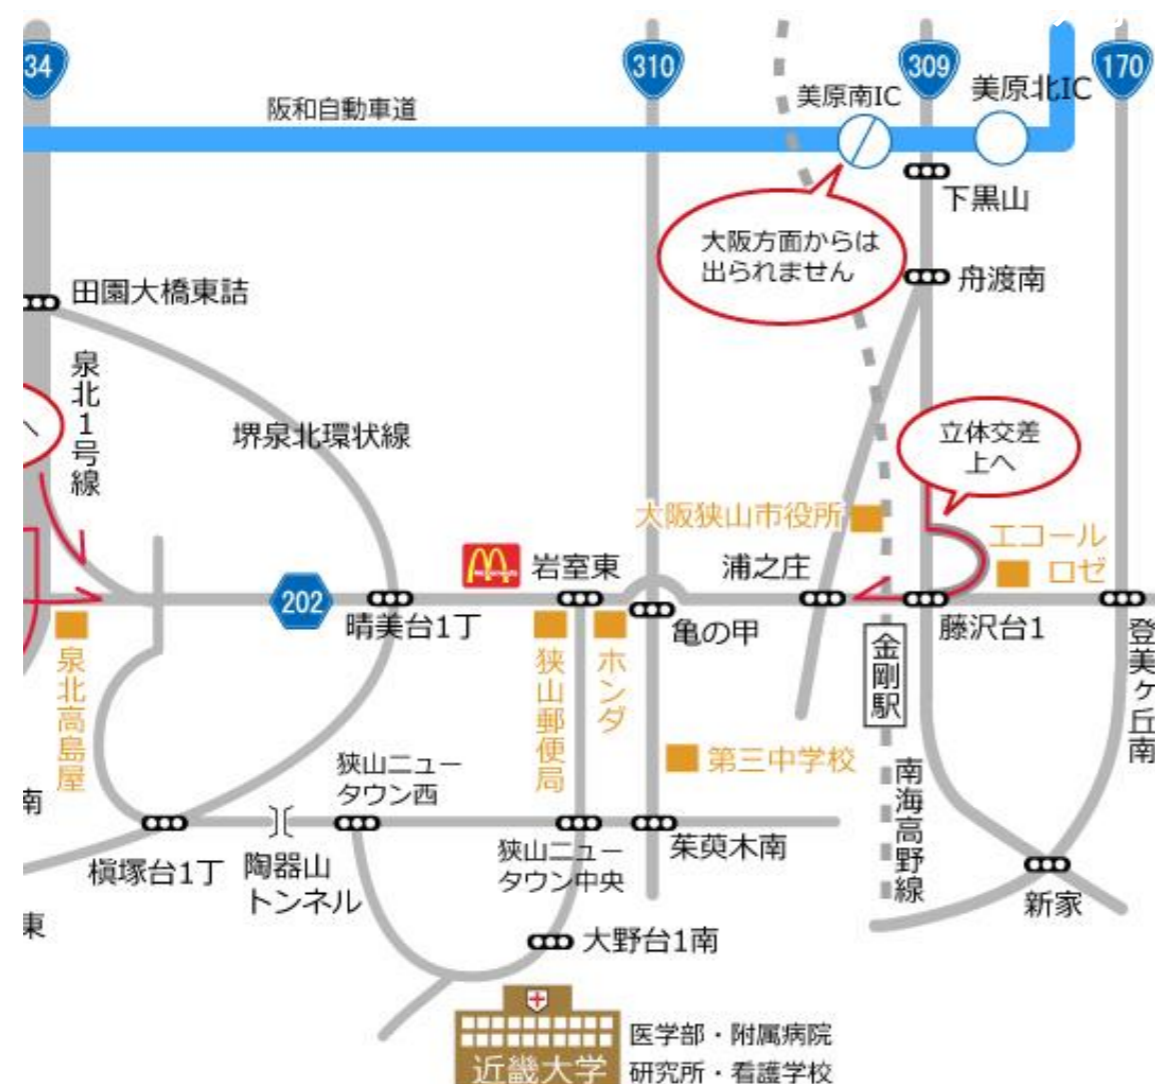 34
310
309
170
阪和自動車道
美原南IC
美原北IC
下黒山
大阪方面からは
出られません
舟渡南
田園大橋東詰
泉北1号線
へ
堺泉北環状線
立体交差
上へ
大阪狭山市役所
エコール
ロゼ
岩室東
浦之庄
202
晴美台1丁
亀の甲
藤沢台1
登美ヶ丘南
金剛駅
泉北高島屋
狭山郵便局
ホンダ
第三中学校
南海高野線
南
狭山ニュー
タウン西
槇塚台1丁
陶器山
トンネル
狭山ニュー
タウン中央
茱萸木南
新家
東
大野台1南
近畿大学
医学部・附属病院
研究所・看護学校